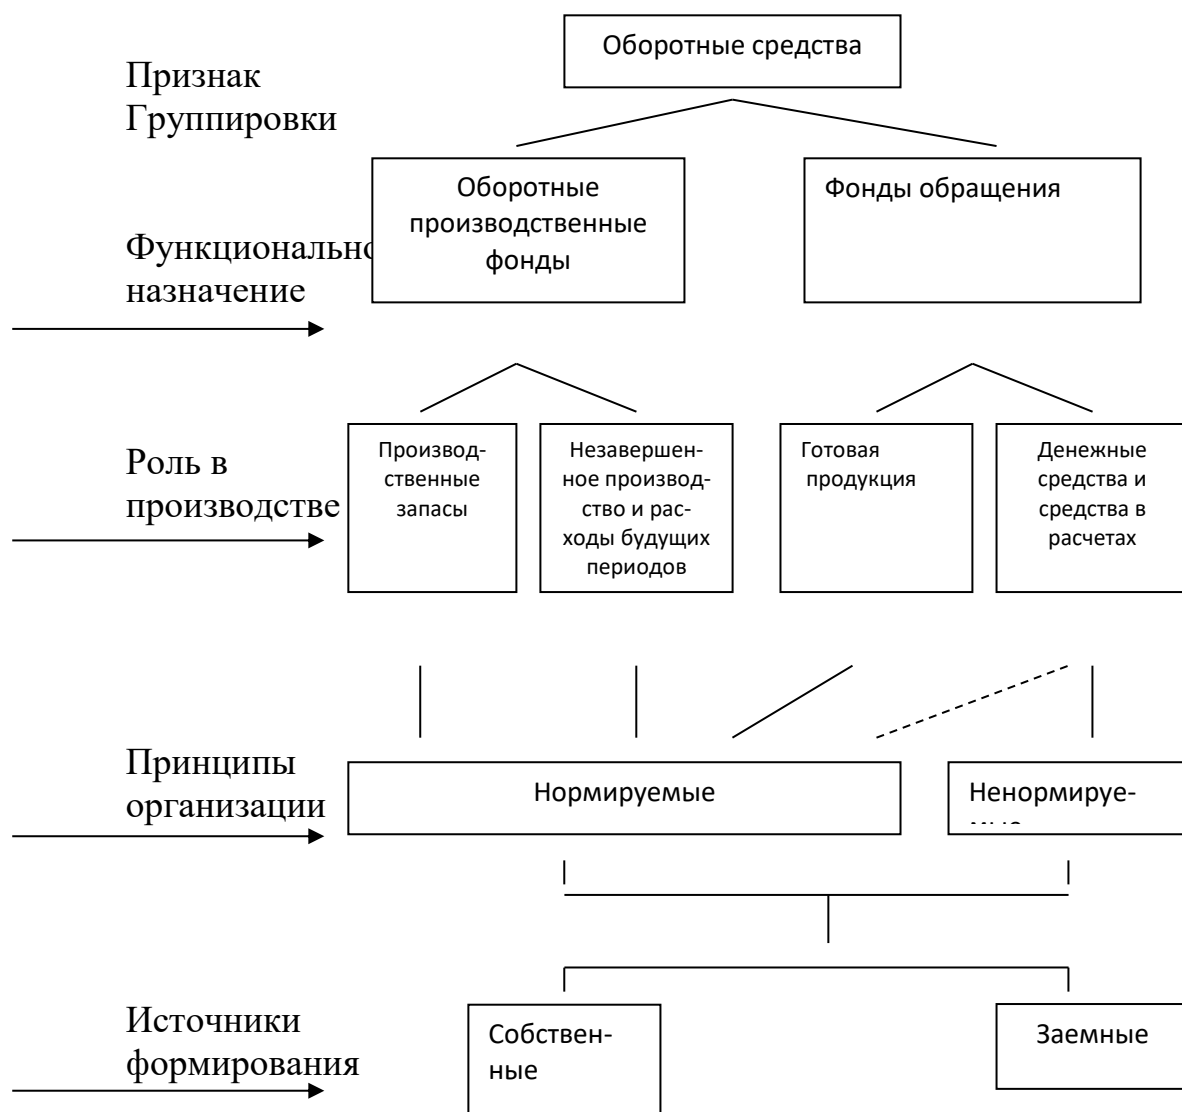 Оборотные средства
Признак
Группировки
Оборотные
производственные
фонды
Фонды обращения
Функционально
назначение
Роль в
производстве
Производ-
ственные
запасы
Незавершен-
ное производ-
ство и рас-
ходы будущих
периодов
Готовая
продукция
Денежные
средства и
средства в
расчетах
Принципы
организации
Нормируемые
Ненормируе-
мые
Источники
формирования
Собствен-
ные
Заемные